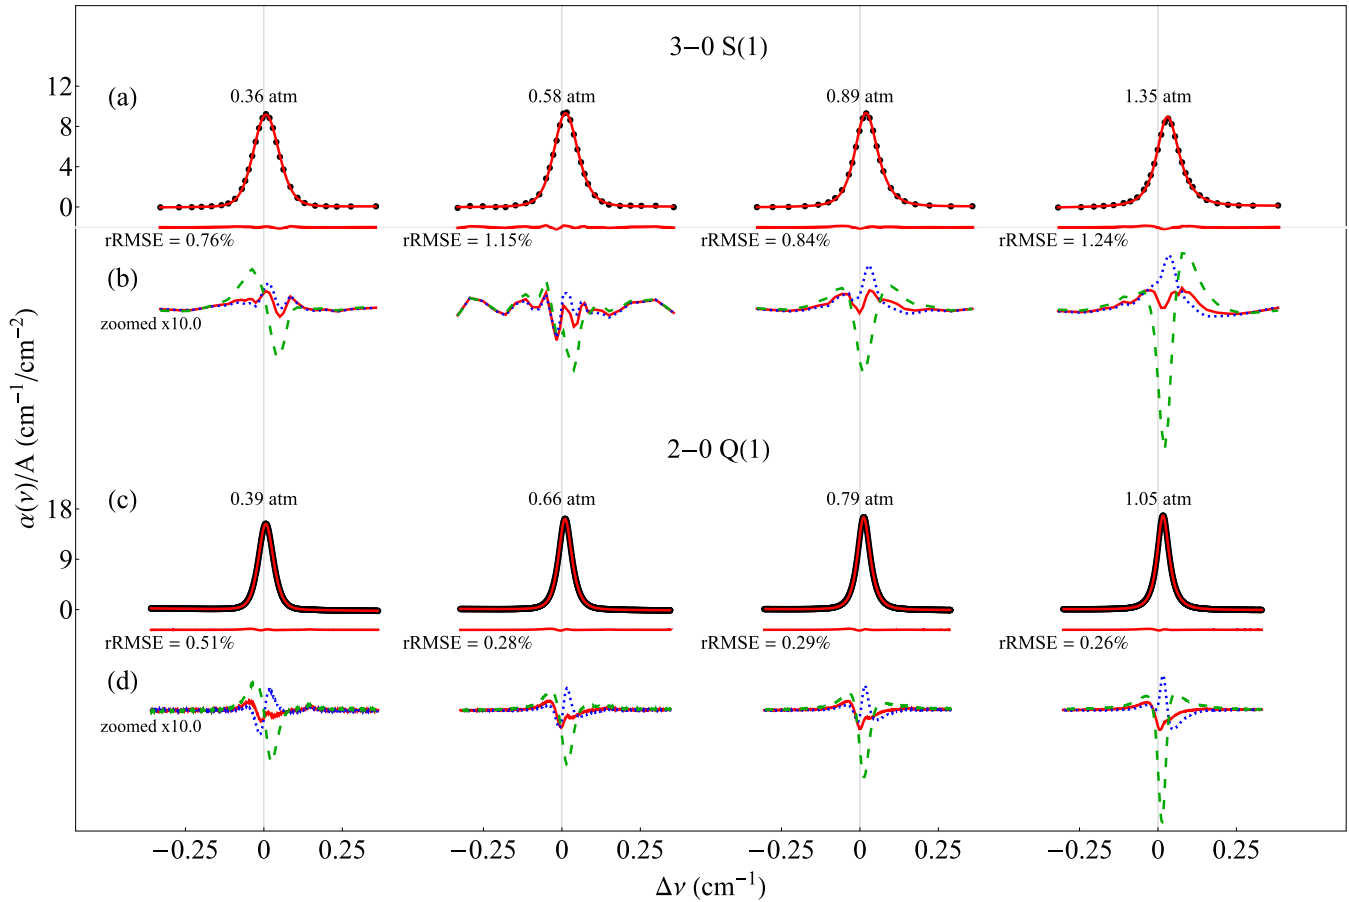 3−0 S(1)
(a)
0.36 atm
0.58 atm
0.89 atm
1.35 atm
12
8
4
0
rRMSE = 0.76%
rRMSE = 1.15%
rRMSE = 0.84%
rRMSE = 1.24%
(b)
zoomed x10.0
α(ν)/A (cm⁻¹/cm⁻²)
2−0 Q(1)
(c)
0.39 atm
0.66 atm
0.79 atm
1.05 atm
18
9
0
rRMSE = 0.51%
rRMSE = 0.28%
rRMSE = 0.29%
rRMSE = 0.26%
(d)
zoomed x10.0
−0.25 0 0.25 −0.25 0 0.25 −0.25 0 0.25 −0.25 0 0.25
Δν (cm⁻¹)